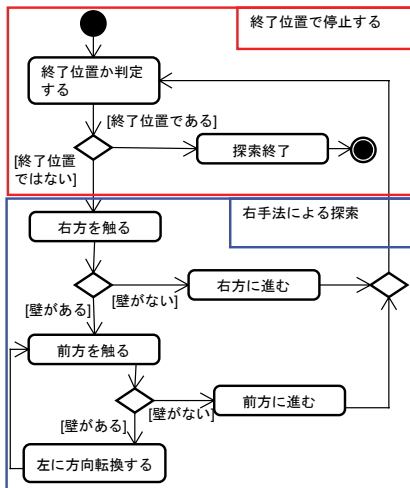 終了位置で停止する
終了位置か判定
する
[終了位置である]
[終了位置
ではない]
探索終了
右手法による探索
右方を触る
[壁がない]
右方に進む
[壁がある]
前方を触る
[壁がない]
前方に進む
[壁がある]
左に方向転換する